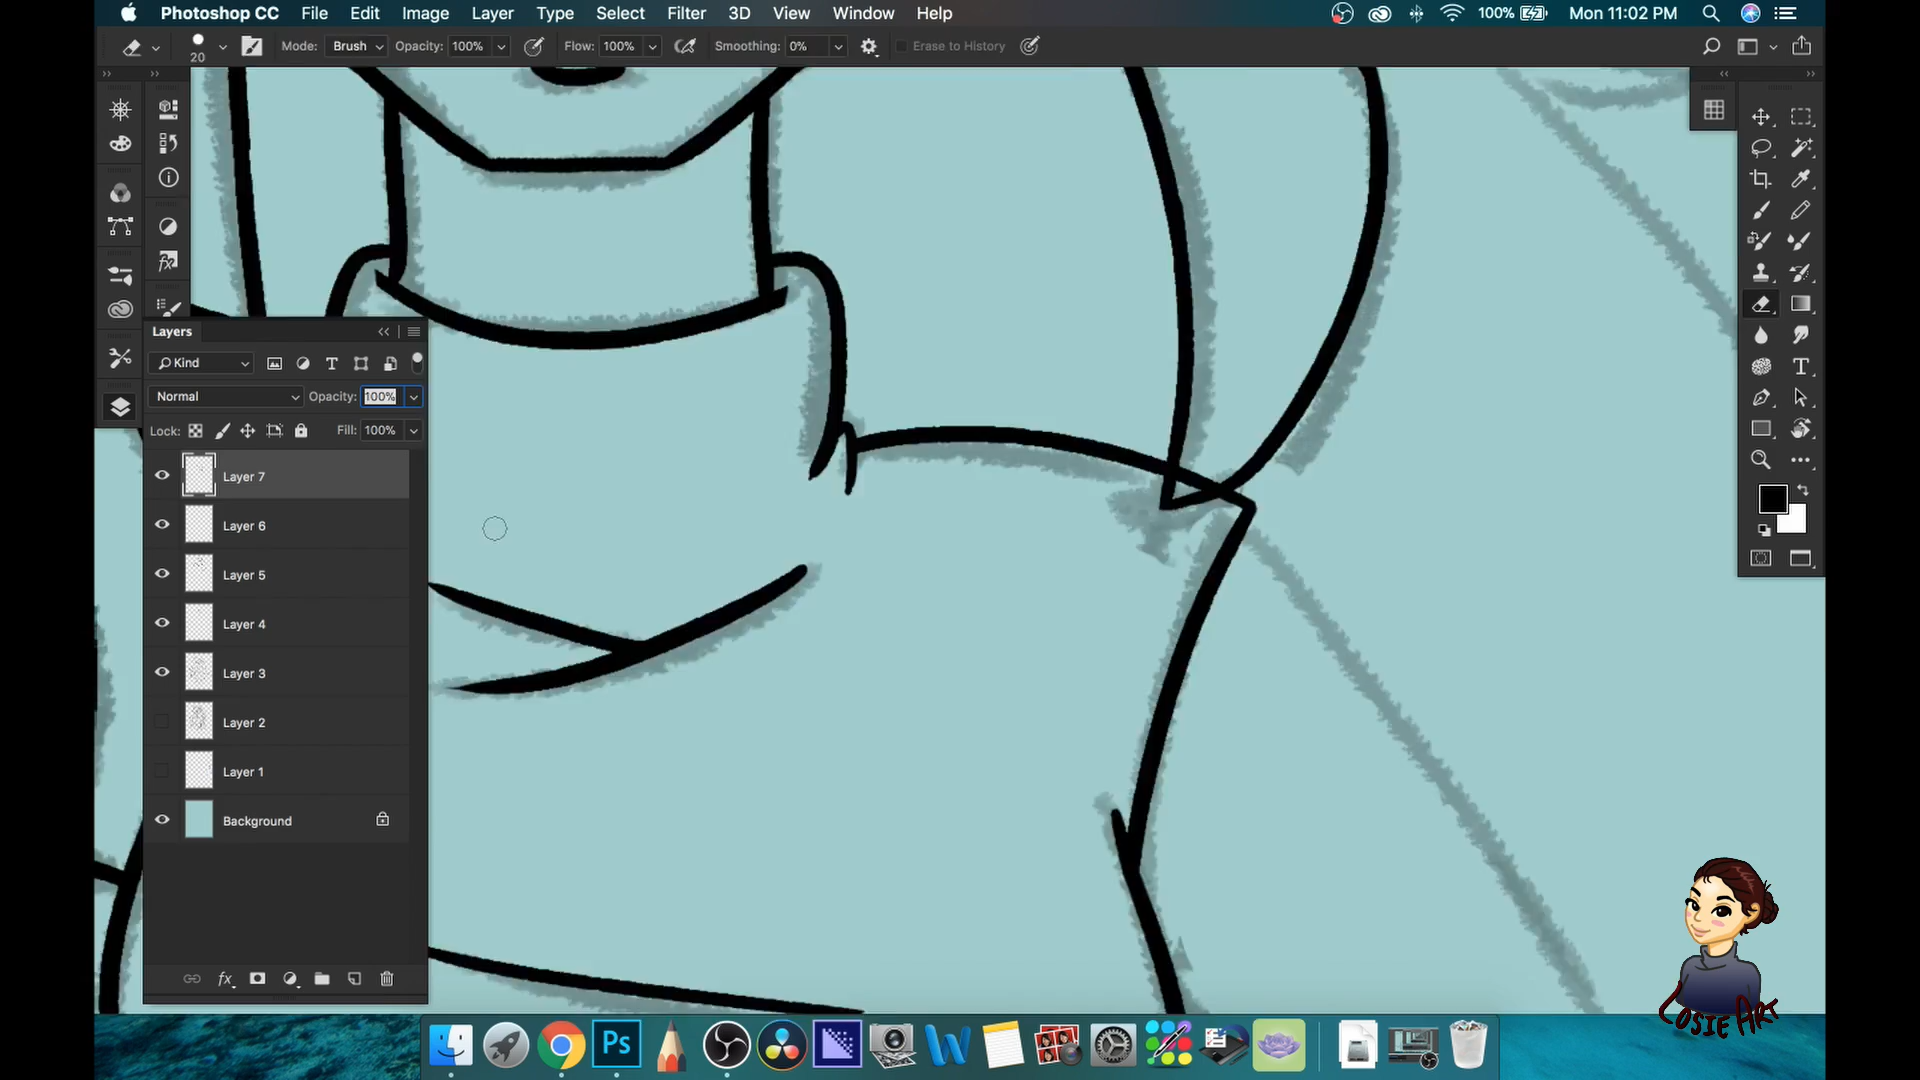 Photoshop CC File Edit Image Layer Type Select Filter 3D View Window Help 100% Mon 11:02 PM
20 Mode: Brush Opacity: 100% Flow: 100% Smoothing: 0% Erase to History
Layers
Kind
Normal Opacity: 100%
Lock: Fill: 100%
Layer 7
Layer 6
Layer 5
Layer 4
Layer 3
Layer 2
Layer 1
Background
fx
Ps
W
COSIE ART